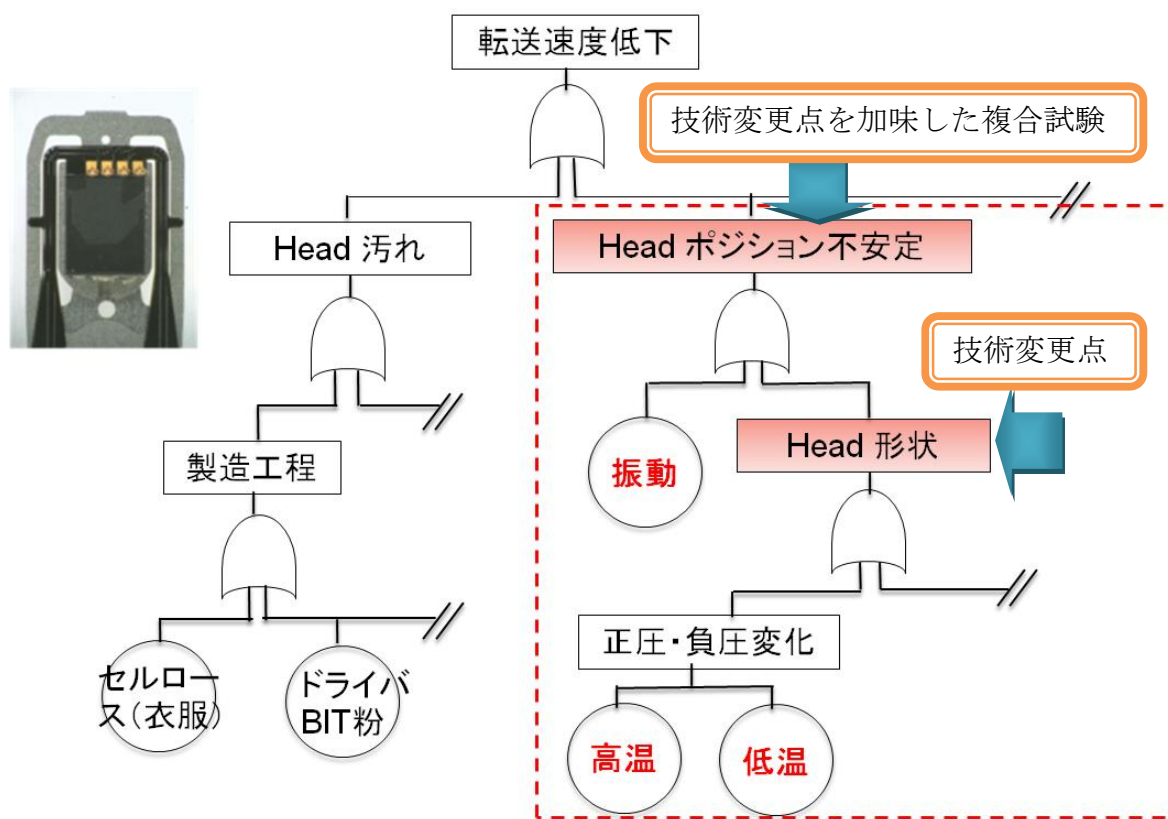 転送速度低下
技術変更点を加味した複合試験
Head 汚れ
Head ポジション不安定
技術変更点
製造工程
振動
Head 形状
正圧・負圧変化
セルロー
ス(衣服)
ドライバ
BIT粉
高温
低温